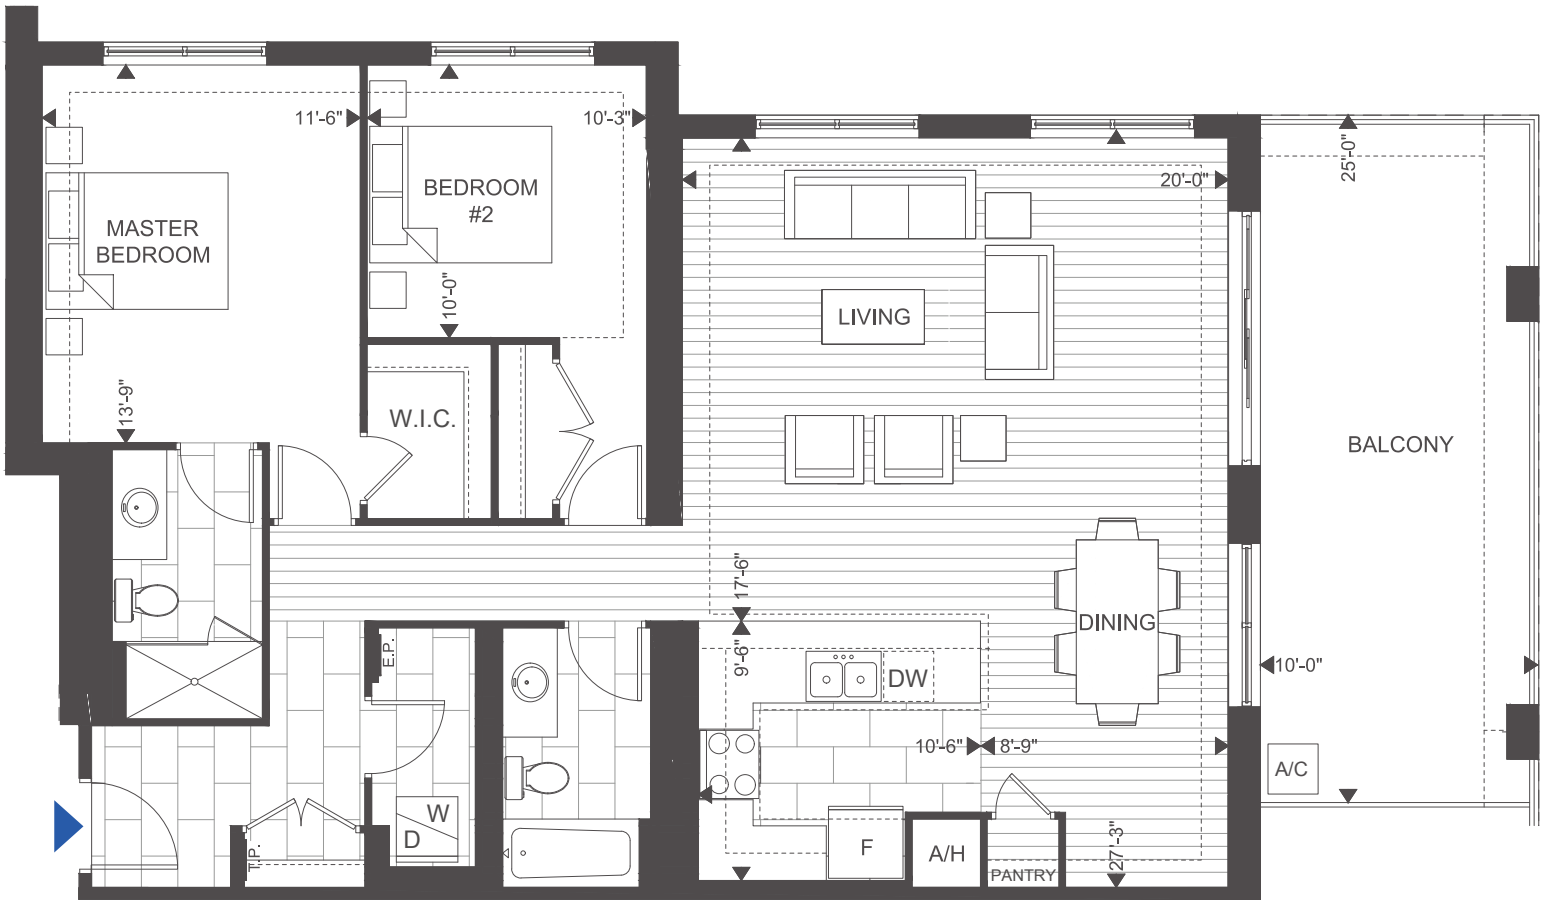 11'-6"
10'-3"
MASTER
BEDROOM
BEDROOM
#2
10'-0"
13'-9"
W.I.C.
20'-0"
25'-0"
LIVING
BALCONY
17'-6"
DINING
9'-6"
DW
10'-0"
E.P.
10'-6"
8'-9"
A/C
W
D
T.P.
F
A/H
PANTRY
27'-3"